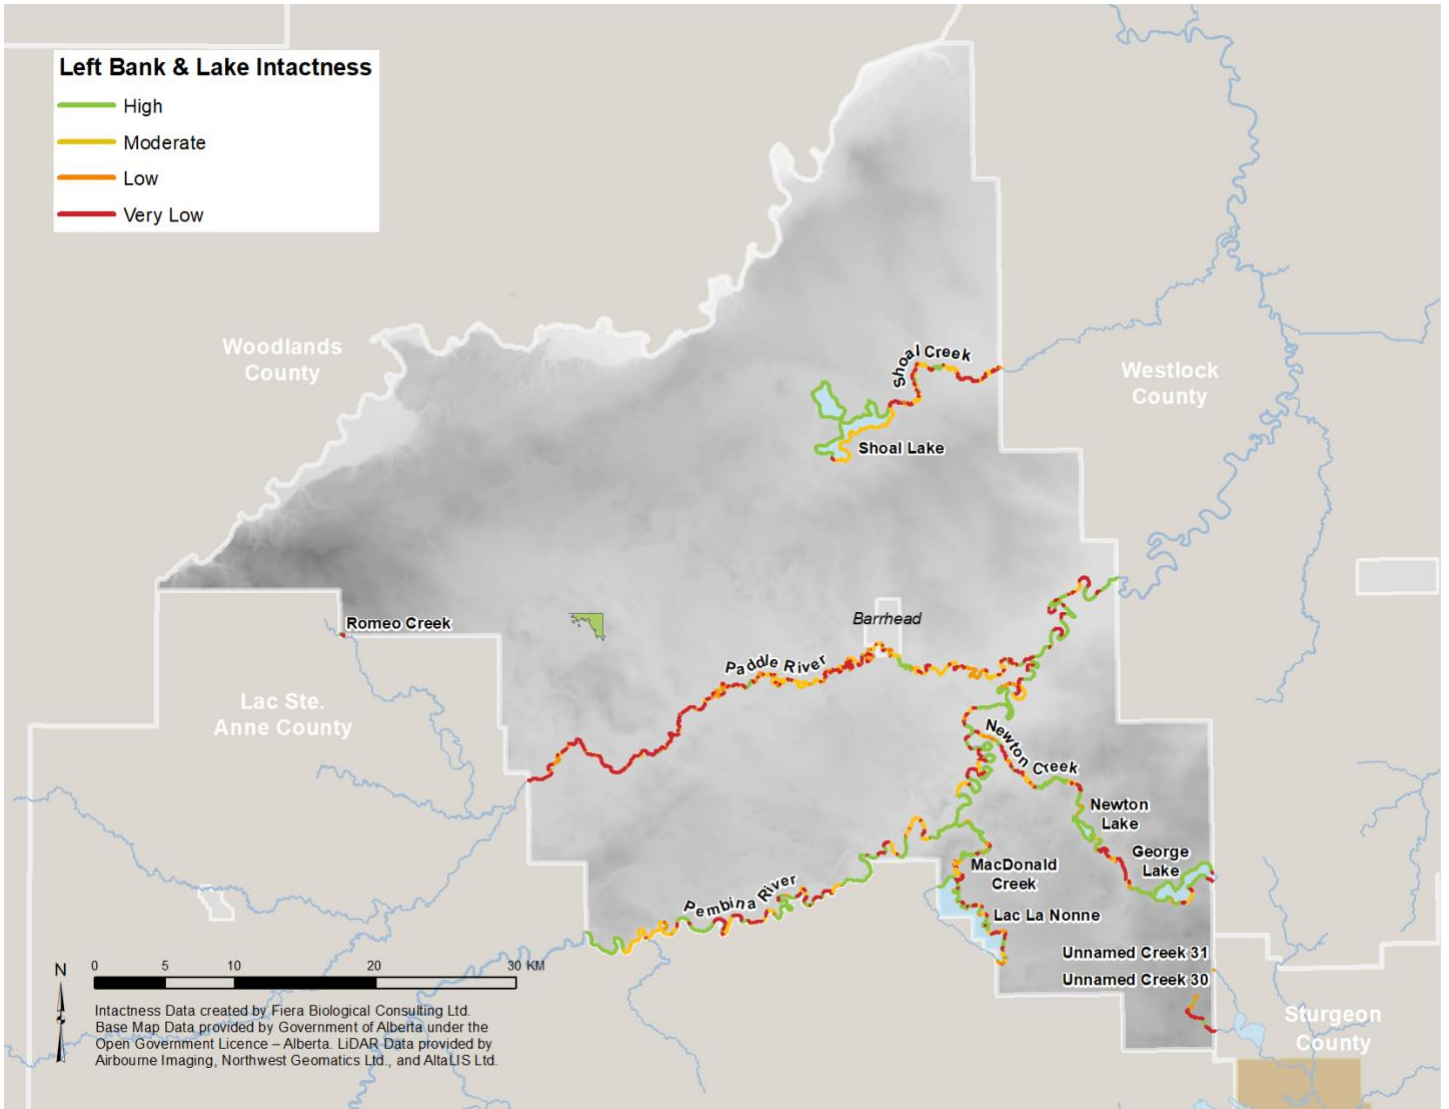 Left Bank & Lake Intactness
High
Moderate
Low
Very Low
Woodlands
County
Shoal Creek
Westlock
County
Shoal Lake
Romeo Creek
Barrhead
Paddle River
Lac Ste.
Anne County
Newton Creek
Newton
Lake
George
Lake
MacDonald
Creek
Pembina River
Lac La Nonne
Unnamed Creek 31
Unnamed Creek 30
Sturgeon
County
N
0 5 10 20 30 KM
Intactness Data created by Fiera Biological Consulting Ltd.
Base Map Data provided by Government of Alberta under the
Open Government Licence – Alberta. LiDAR Data provided by
Airbourne Imaging, Northwest Geomatics Ltd., and AltaLIS Ltd.